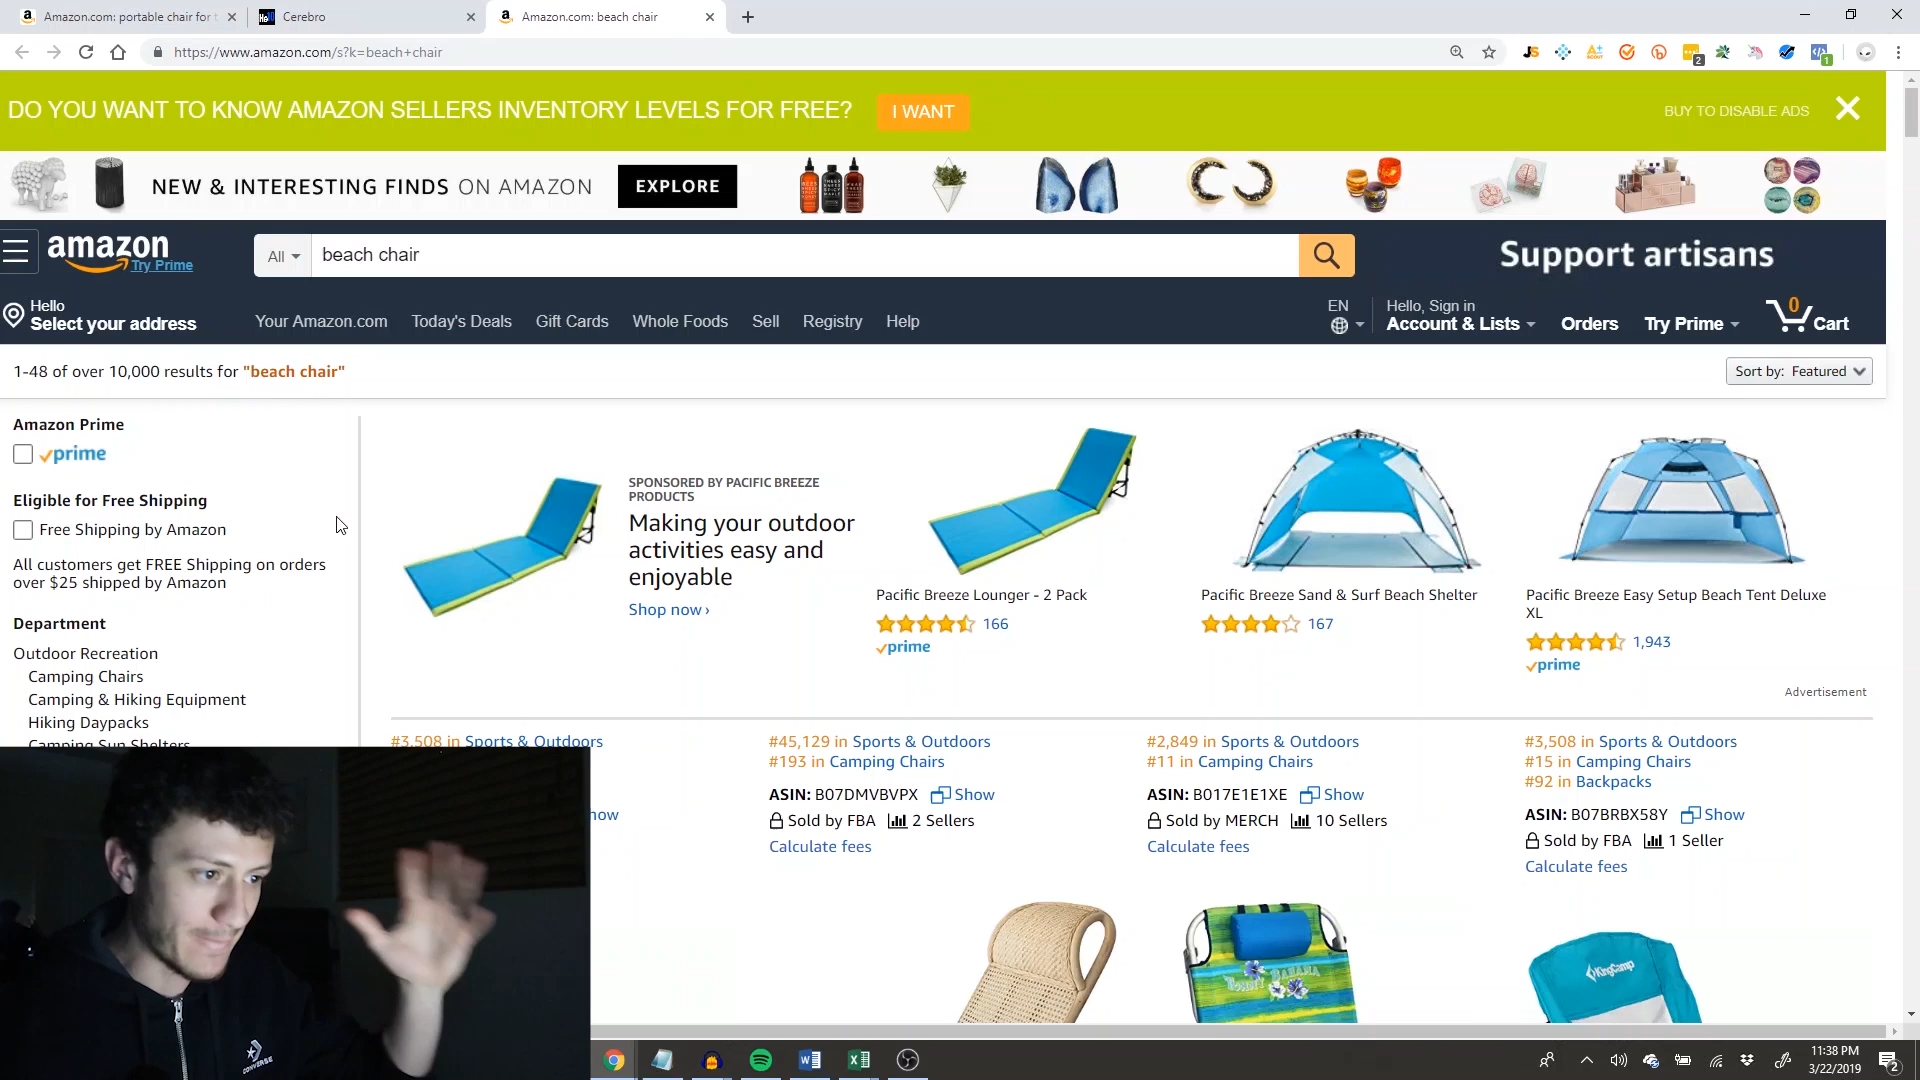 Amazon.com: portable chair for t
Cerebro
Amazon.com: beach chair
https://www.amazon.com/s?k=beach+chair
DO YOU WANT TO KNOW AMAZON SELLERS INVENTORY LEVELS FOR FREE?
I WANT
BUY TO DISABLE ADS
NEW & INTERESTING FINDS ON AMAZON
EXPLORE
amazon
Try Prime
All
beach chair
Support artisans
Hello
Select your address
Your Amazon.com
Today's Deals
Gift Cards
Whole Foods
Sell
Registry
Help
EN
Hello, Sign in
Account & Lists
Orders
Try Prime
0
Cart
1-48 of over 10,000 results for "beach chair"
Sort by: Featured
Amazon Prime
prime
Eligible for Free Shipping
Free Shipping by Amazon
All customers get FREE Shipping on orders
over $25 shipped by Amazon
Department
Outdoor Recreation
Camping Chairs
Camping & Hiking Equipment
Hiking Daypacks
Camping Sun Shelters
SPONSORED BY PACIFIC BREEZE
PRODUCTS
Making your outdoor
activities easy and
enjoyable
Shop now ›
Pacific Breeze Lounger - 2 Pack
166
prime
Pacific Breeze Sand & Surf Beach Shelter
167
Pacific Breeze Easy Setup Beach Tent Deluxe
XL
1,943
prime
Advertisement
#3,508 in Sports & Outdoors
#45,129 in Sports & Outdoors
#193 in Camping Chairs
ASIN: B07DMVBVPX Show
Sold by FBA 2 Sellers
Calculate fees
#2,849 in Sports & Outdoors
#11 in Camping Chairs
ASIN: B017E1E1XE Show
Sold by MERCH 10 Sellers
Calculate fees
#3,508 in Sports & Outdoors
#15 in Camping Chairs
#92 in Backpacks
ASIN: B07BRBX58Y Show
Sold by FBA 1 Seller
Calculate fees
KingCamp
CONVERSE
11:38 PM
3/22/2019
2